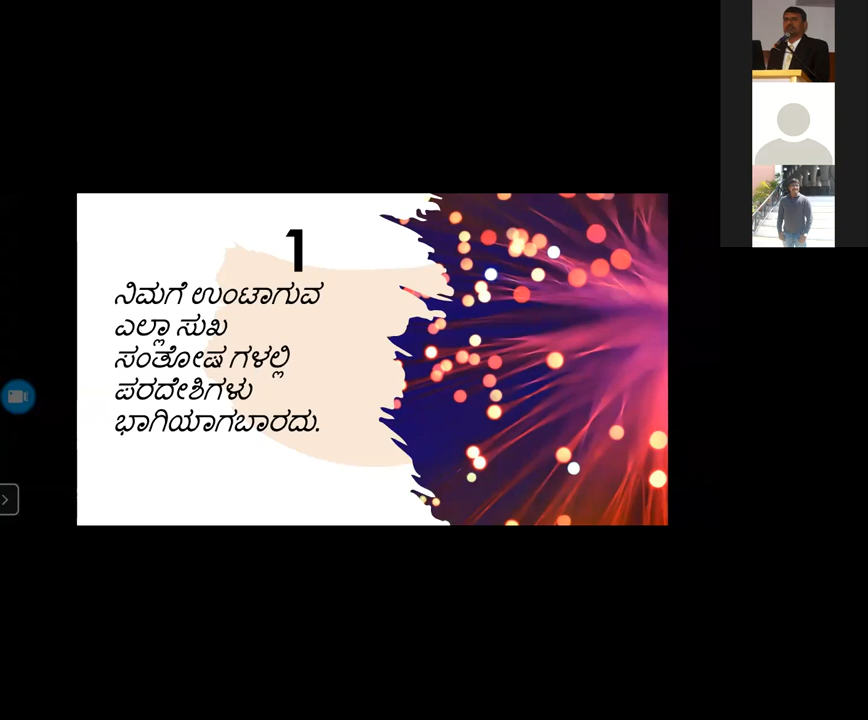 1
ನಿಮಗೆ ಉಂಟಾಗುವ
ಎಲ್ಲಾ ಸುಖ
ಸಂತೋಷ ಗಳಲ್ಲಿ
ಪರದೇಶಿಗಳು
ಭಾಗಿಯಾಗಬಾರದು.